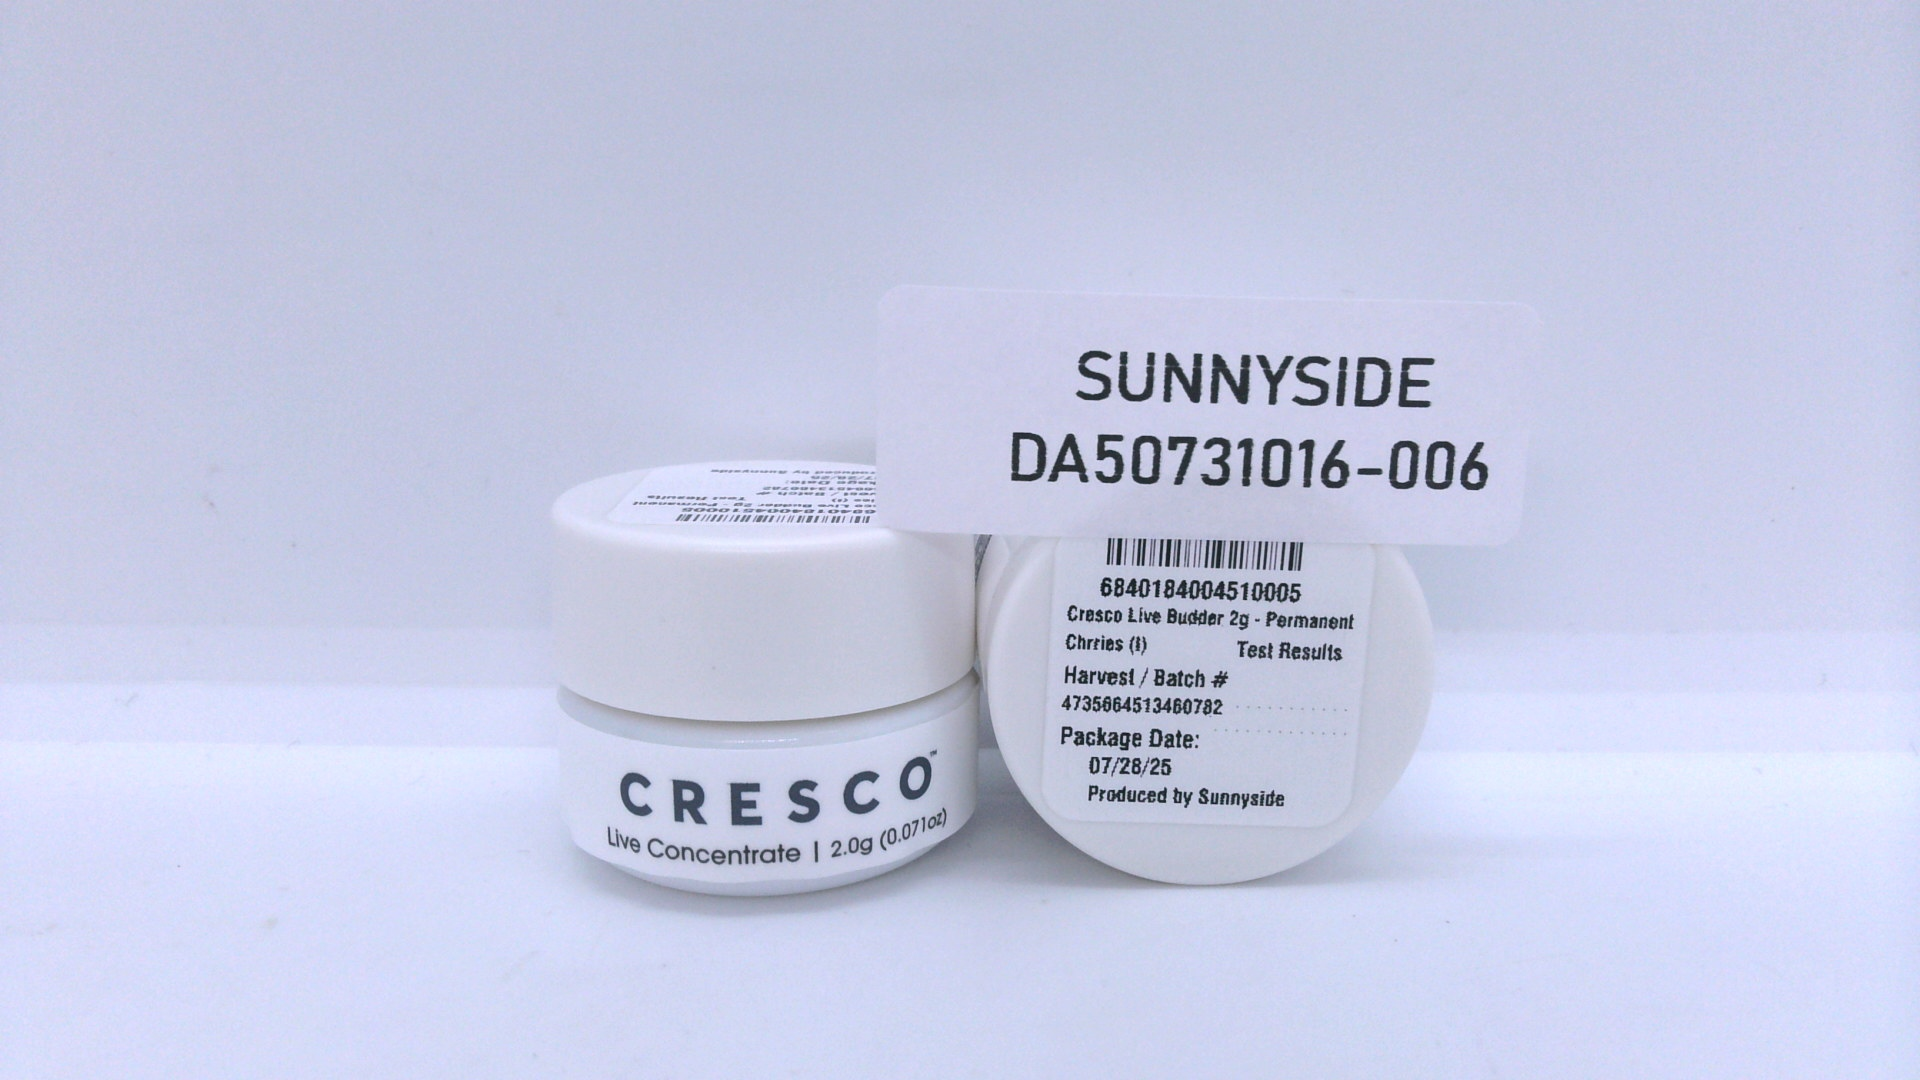 SUNNYSIDE
DA50731016-006
6840184004510005
Cresco Live Budder 2g - Permanent
Chrries (I)
Test Results
Harvest / Batch #
4735664513460782
Package Date:
07/28/25
Produced by Sunnyside
CRESCO™
Live Concentrate | 2.0g (0.071oz)